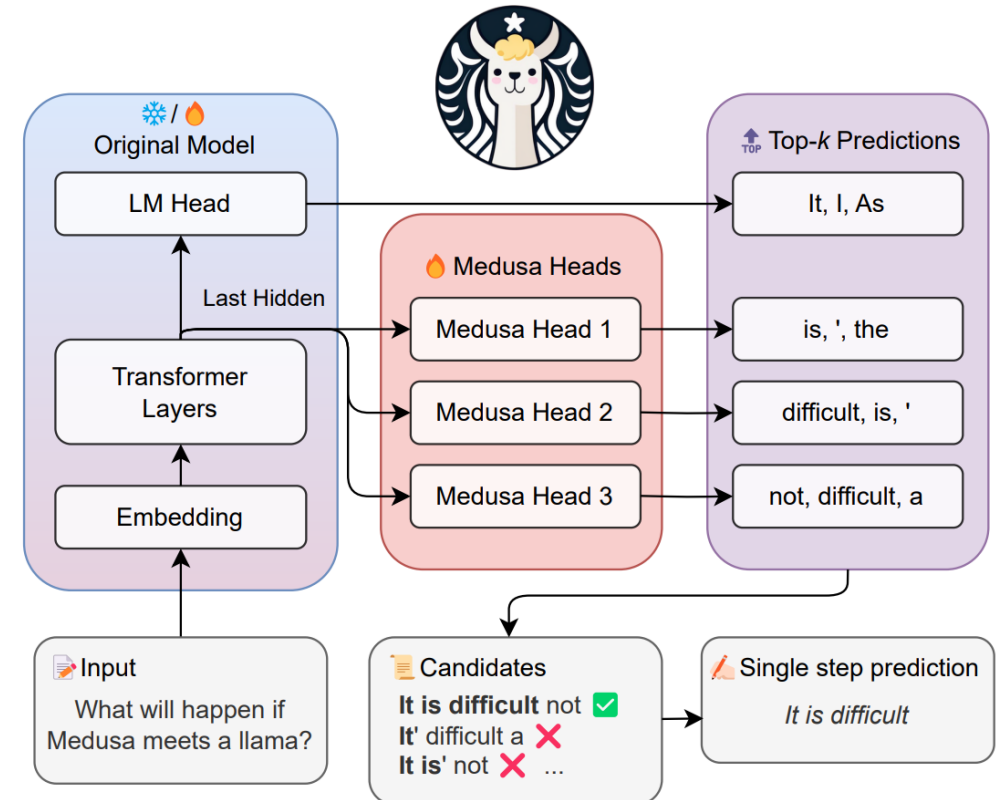 /
Original Model
LM Head
Last Hidden
Transformer
Layers
Embedding
Input
What will happen if
Medusa meets a llama?
Medusa Heads
Medusa Head 1
Medusa Head 2
Medusa Head 3
TOP
Top-k Predictions
It, I, As
is, ', the
difficult, is, '
not, difficult, a
Candidates
It is difficult not
It' difficult a
It is' not ...
Single step prediction
It is difficult